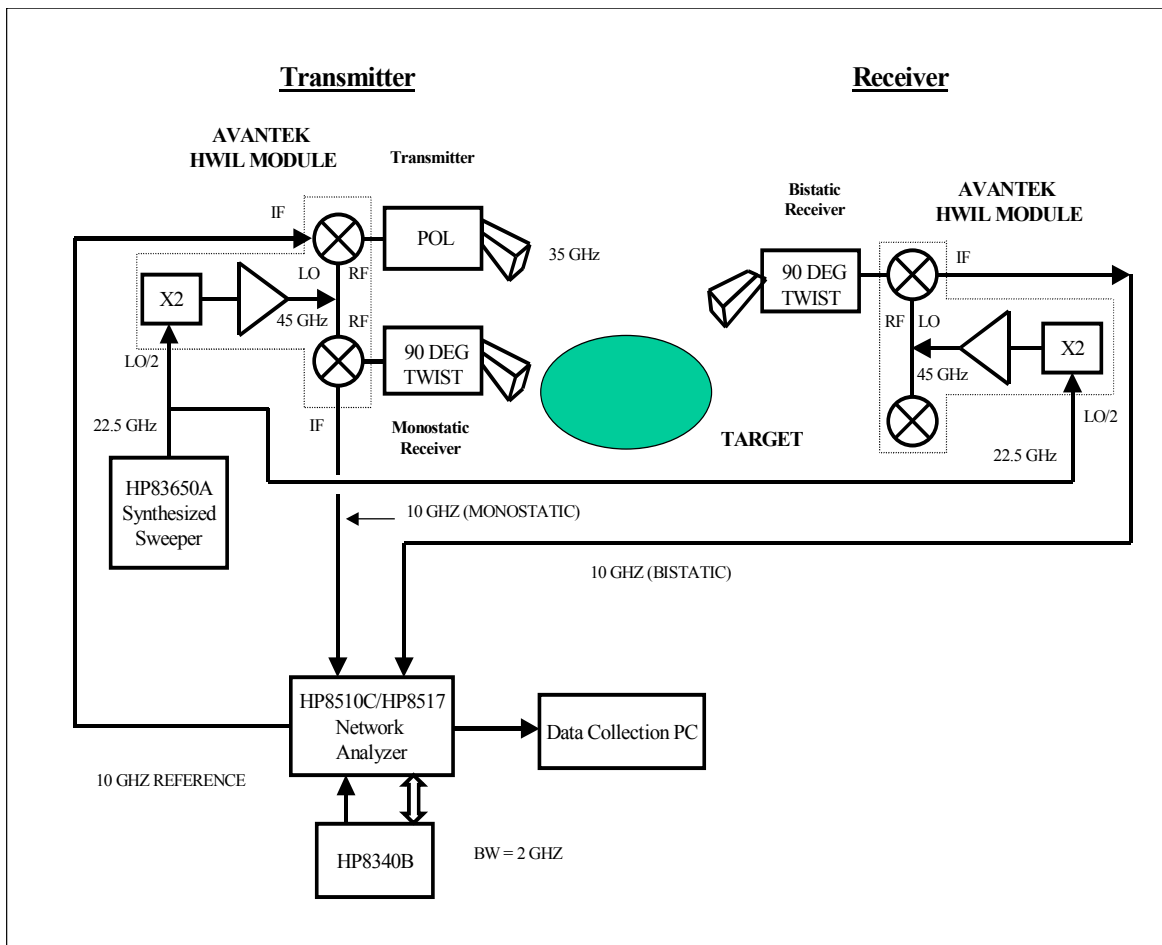 Transmitter
Receiver
AVANTEK
HWIL MODULE
Transmitter
IF
POL
35 GHz
LO
RF
X2
45 GHz
RF
LO/2
90 DEG
TWIST
22.5 GHz
IF
Monostatic
Receiver
HP83650A
Synthesized
Sweeper
TARGET
Bistatic
Receiver
AVANTEK
HWIL MODULE
90 DEG
TWIST
IF
RF
LO
X2
45 GHz
LO/2
22.5 GHz
10 GHZ (MONOSTATIC)
10 GHZ (BISTATIC)
HP8510C/HP8517
Network
Analyzer
Data Collection PC
10 GHZ REFERENCE
HP8340B
BW = 2 GHZ